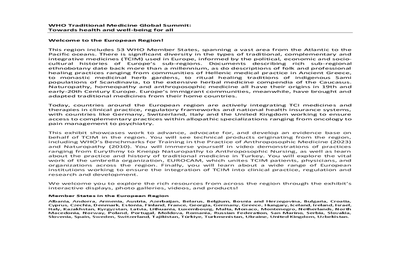 WHO Traditional Medicine Global Summit:
Towards health and well-being for all
Welcome to the European Region!
This region includes 53 WHO Member States, spanning a vast area from the Atlantic to the
Pacific Oceans. There is significant diversity in the types of traditional, complementary and
integrative medicines (TCIM) used in Europe, informed by the political, economic and socio-
cultural histories of Europe's sub-regions. Documents describing rich sub-regional
ethnobotany date back more than a millennium, as do descriptions of folk and professional
healing practices ranging from communities of Hellenic medical practice in Ancient Greece,
to monastic medicinal herb gardens, to ritual healing traditions of Indigenous Sami
populations of Scandinavia, to the extensive herbal medicine compendia of the Caucasus.
Naturopathy, homeopathy and anthroposophic medicine all have their origins in 19th and
early 20th Century Europe. Europe's immigrant communities, meanwhile, have brought and
adapted traditional medicines from their home countries.
Today, countries around the European region are actively integrating TCI medicines and
therapies in clinical practice, regulatory frameworks and national health insurance systems,
with countries like Germany, Switzerland, Italy and the United Kingdom working to ensure
access to complementary practices within allopathic specialities ranging from oncology to
pain management to psychiatry.
This exhibit showcases work to advance, advocate for, and develop an evidence base on
behalf of TCIM in the region. You will see technical products originating from the region,
including WHO's Benchmarks for Training in the Practice of Anthroposophic Medicine (2023)
and Naturopathy (2010). You will immerse yourself in video demonstrations of practices
ranging from Eurythmy to Kneipp Naturopathy to Anthroposophic Nursing, as well as learn
about the practice and history of traditional medicine in Turkey. You will explore the vital
work of the umbrella organization, EUROCAM, which unites TCIM patients, physicians, and
organizations across the region. Finally, you will learn about a wide range of European
institutions working to ensure the integration of TCIM into clinical practice, regulation and
research and development.
We welcome you to explore the rich resources from across the region through the exhibit's
interactive displays, photo galleries, videos, and products!
Member States in the European Region
Albania, Andorra, Armenia, Austria, Azerbaijan, Belarus, Belgium, Bosnia and Herzegovina, Bulgaria, Croatia,
Cyprus, Czechia, Denmark, Estonia, Finland, France, Georgia, Germany, Greece, Hungary, Iceland, Ireland, Israel,
Italy, Kazakhstan, Kyrgyzstan, Latvia, Lithuania, Luxembourg, Malta, Monaco, Montenegro, Netherlands, North
Macedonia, Norway, Poland, Portugal, Moldova, Romania, Russian Federation, San Marino, Serbia, Slovakia,
Slovenia, Spain, Sweden, Switzerland, Tajikistan, Türkiye, Turkmenistan, Ukraine, United Kingdom, Uzbekistan.